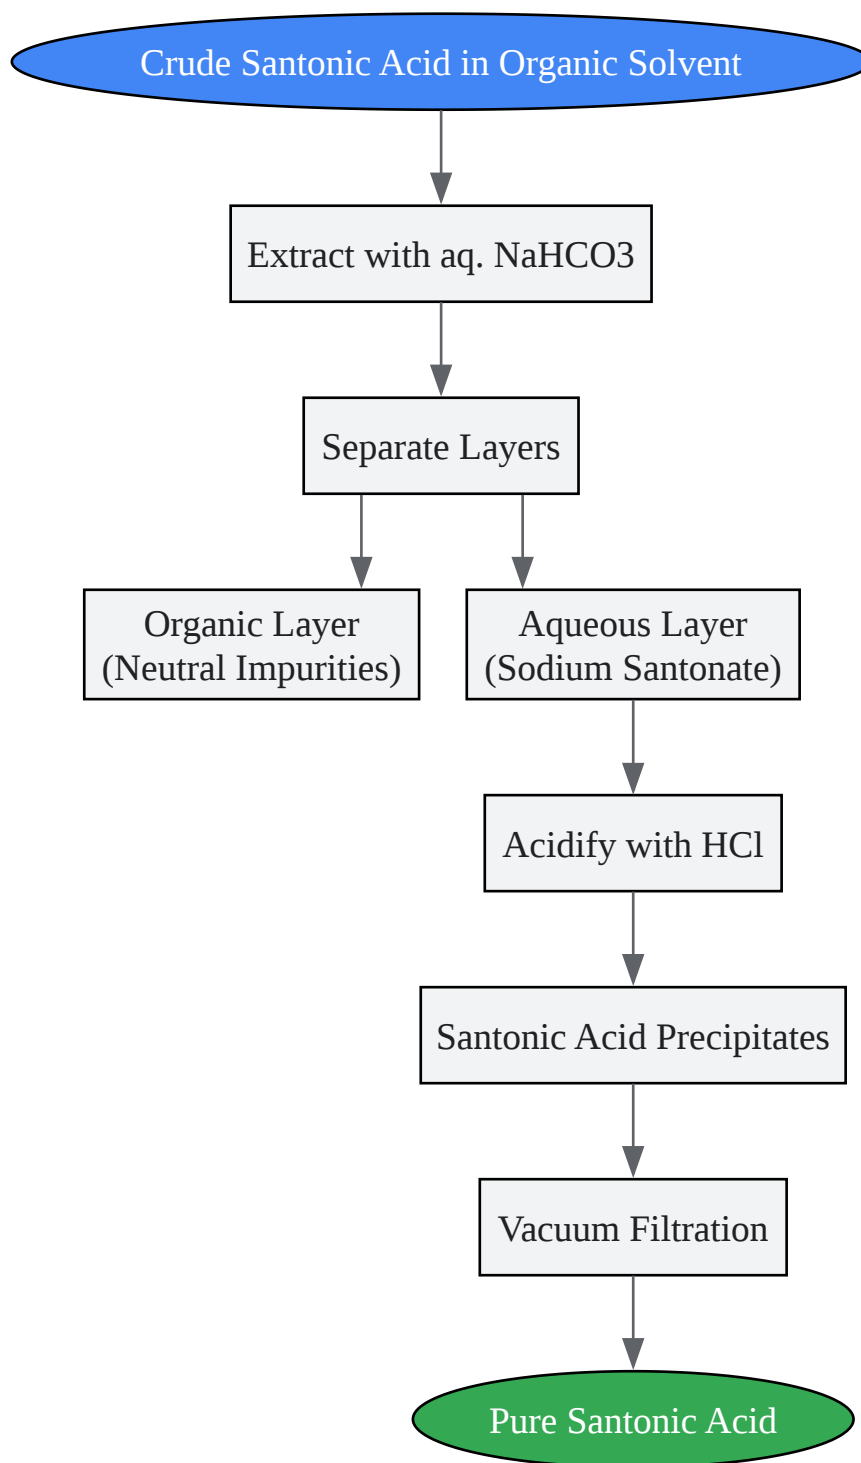 Crude Santonic Acid in Organic Solvent
Extract with aq. NaHCO3
Separate Layers
Organic Layer
(Neutral Impurities)
Aqueous Layer
(Sodium Santonate)
Acidify with HCl
Santonic Acid Precipitates
Vacuum Filtration
Pure Santonic Acid